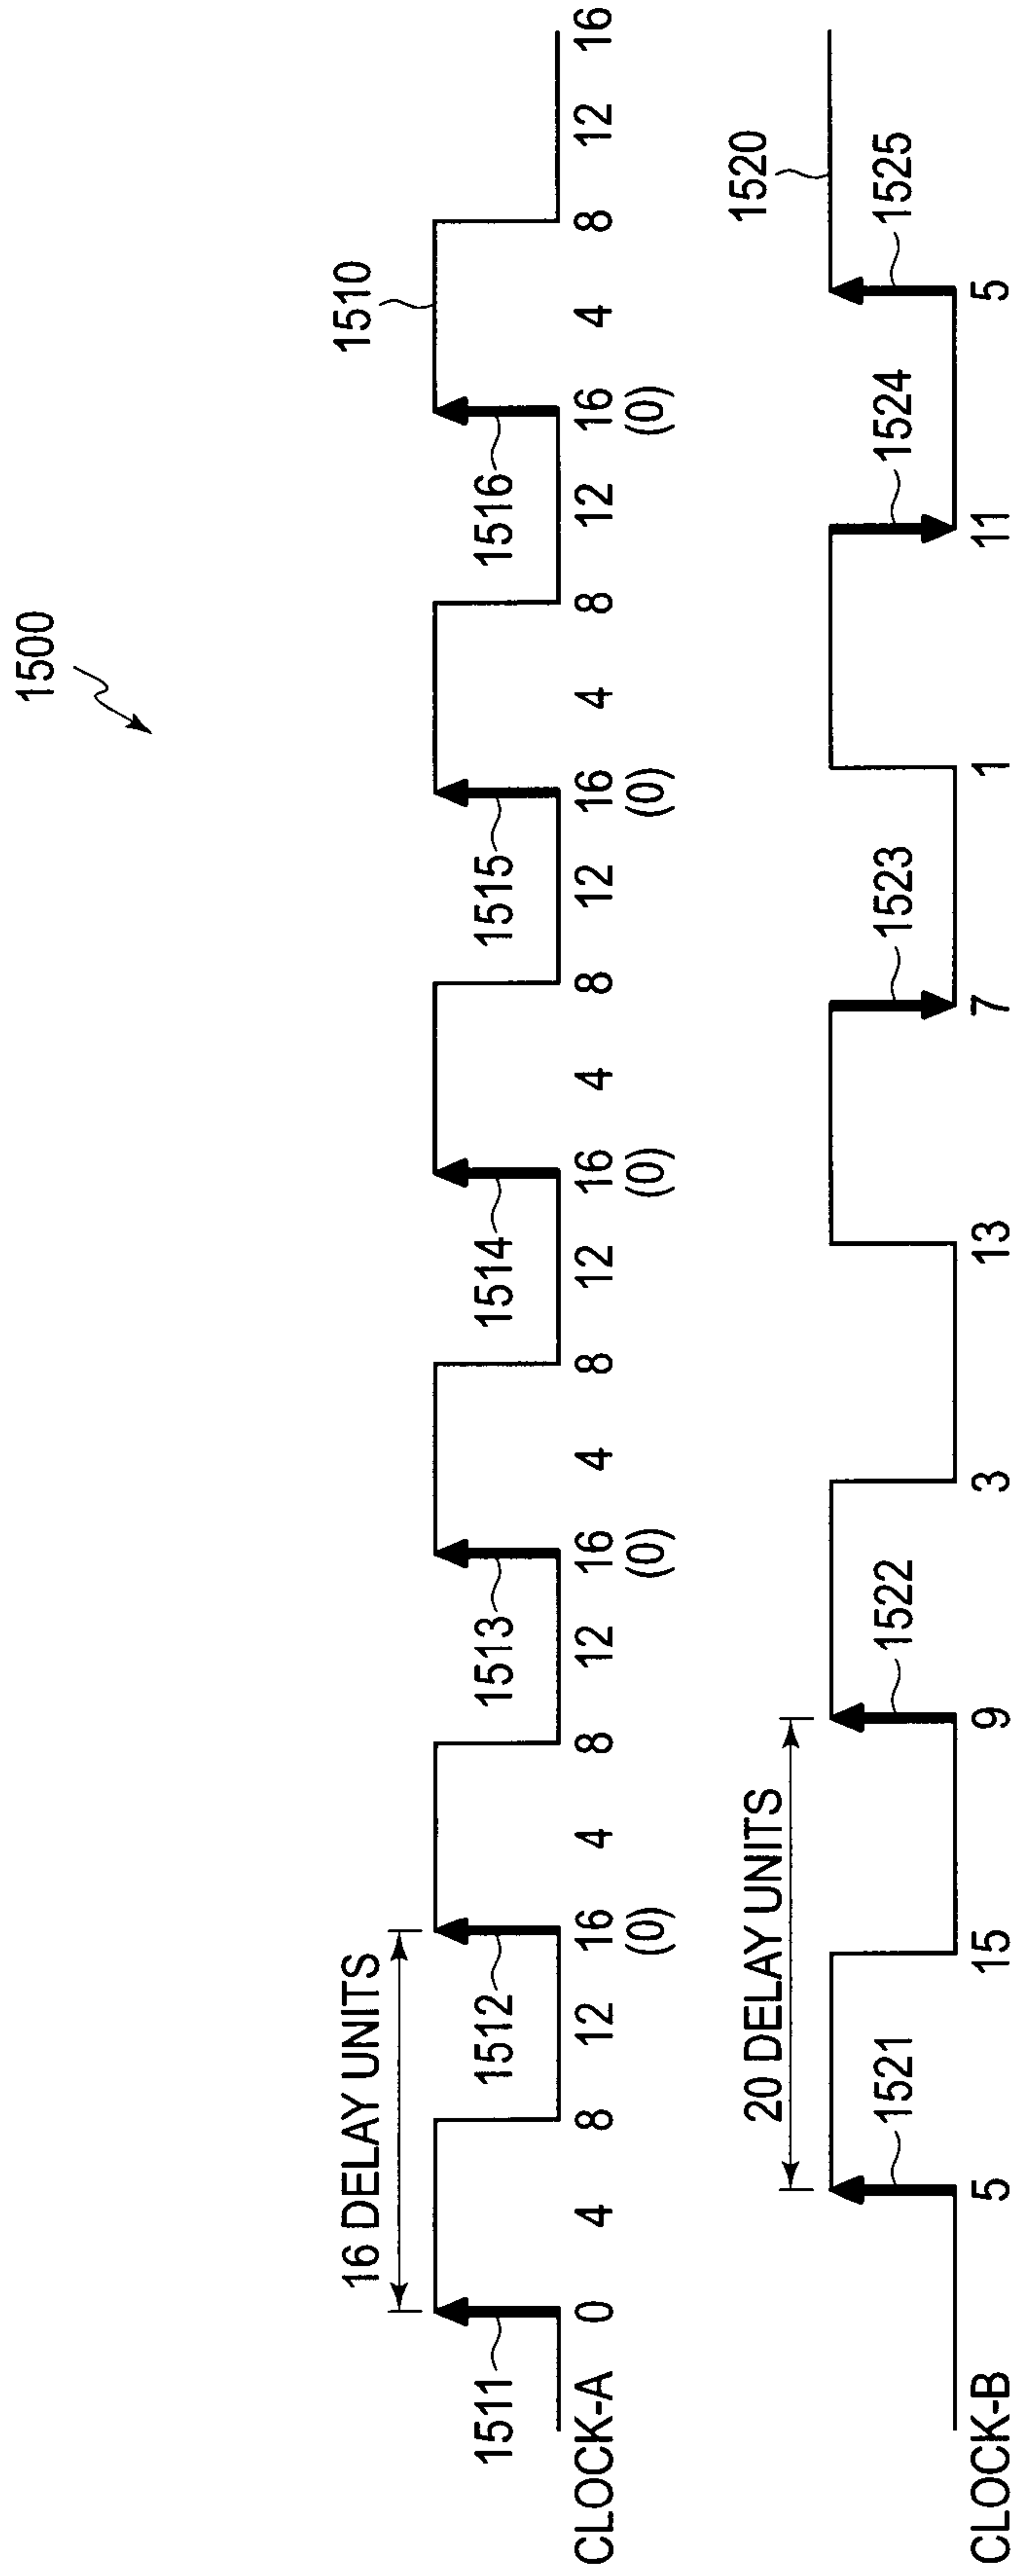 1500
16 DELAY UNITS
1510
1511
1512
1513
1514
1515
1516
CLOCK-A
0 4 8 12 16 4 8 12 16 4 8 12 16 4 8 12 16 4 8 12 16 4 8 12 16
(0) (0) (0) (0) (0)
20 DELAY UNITS
1520
1521
1522
1523
1524
1525
CLOCK-B
5 15 9 3 13 7 1 11 5